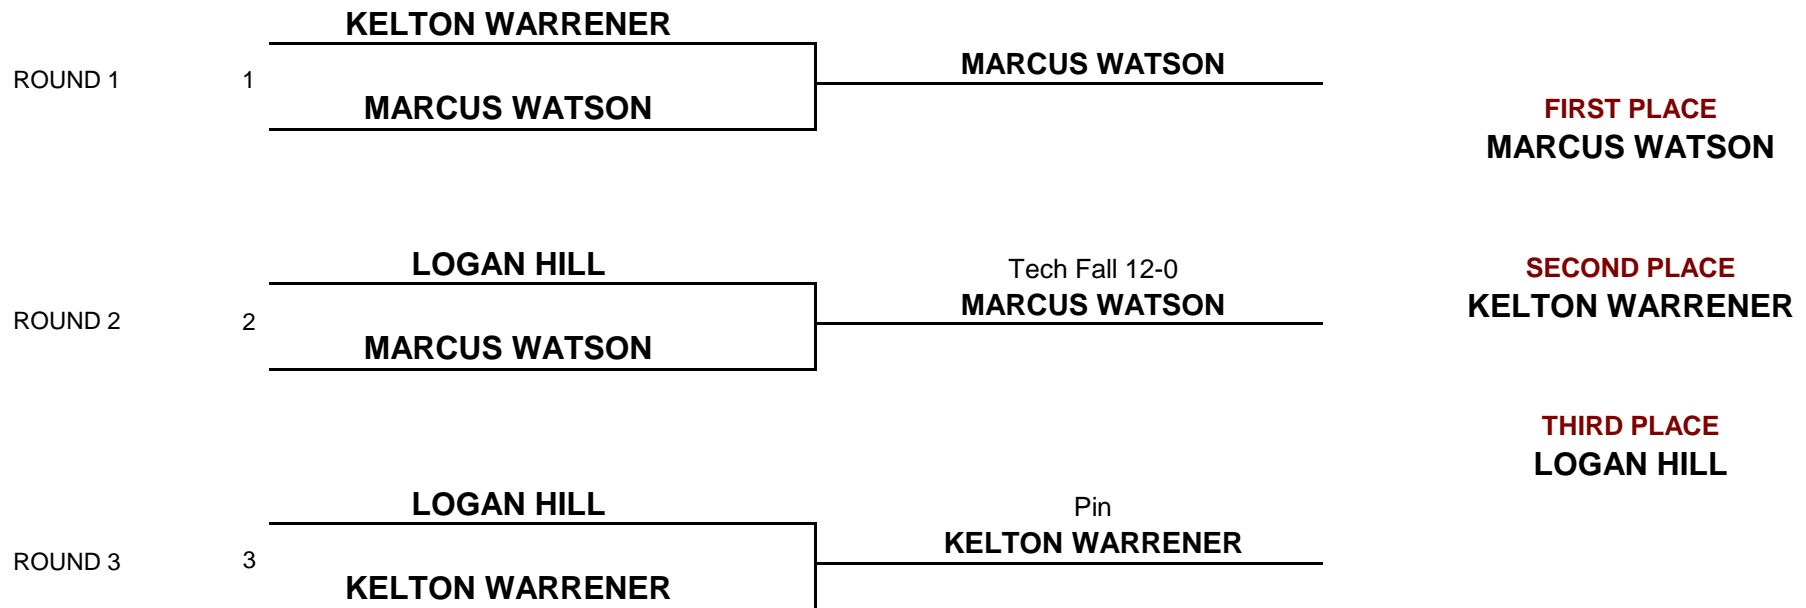 KELTON WARRENER
ROUND 1
1
MARCUS WATSON
MARCUS WATSON
FIRST PLACE
MARCUS WATSON
LOGAN HILL
ROUND 2
2
MARCUS WATSON
Tech Fall 12-0
MARCUS WATSON
SECOND PLACE
KELTON WARRENER
THIRD PLACE
LOGAN HILL
LOGAN HILL
ROUND 3
3
KELTON WARRENER
Pin
KELTON WARRENER